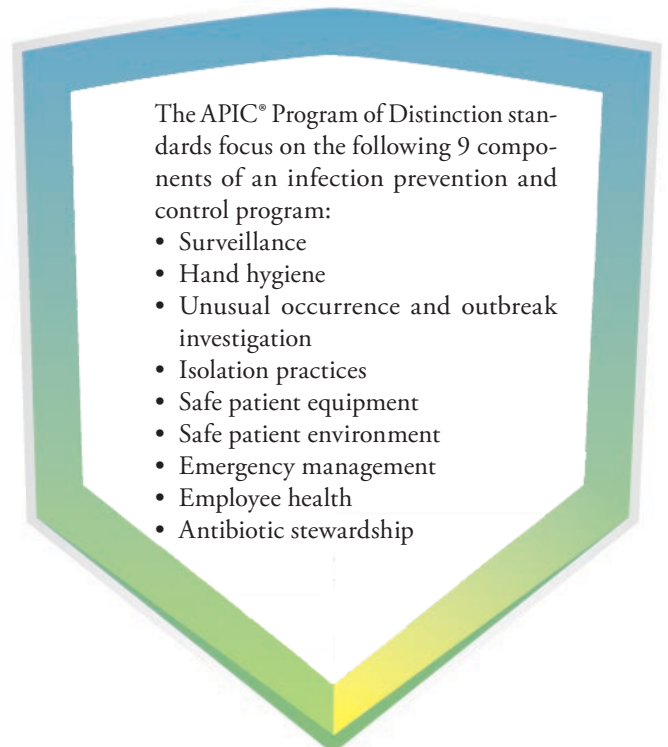 The APIC® Program of Distinction stan-
dards focus on the following 9 compo-
nents of an infection prevention and
control program:
• Surveillance
• Hand hygiene
• Unusual occurrence and outbreak
investigation
• Isolation practices
• Safe patient equipment
• Safe patient environment
• Emergency management
• Employee health
• Antibiotic stewardship